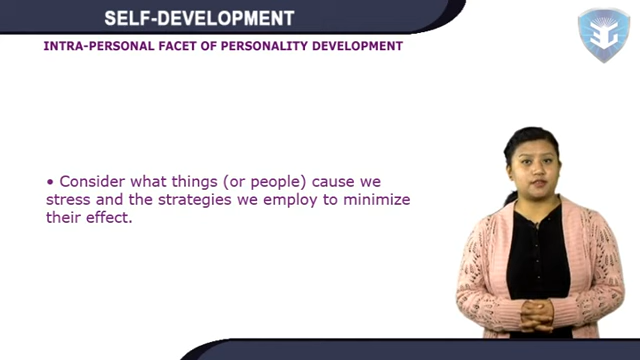 SELF-DEVELOPMENT
INTRA-PERSONAL FACET OF PERSONALITY DEVELOPMENT
• Consider what things (or people) cause we
stress and the strategies we employ to minimize
their effect.